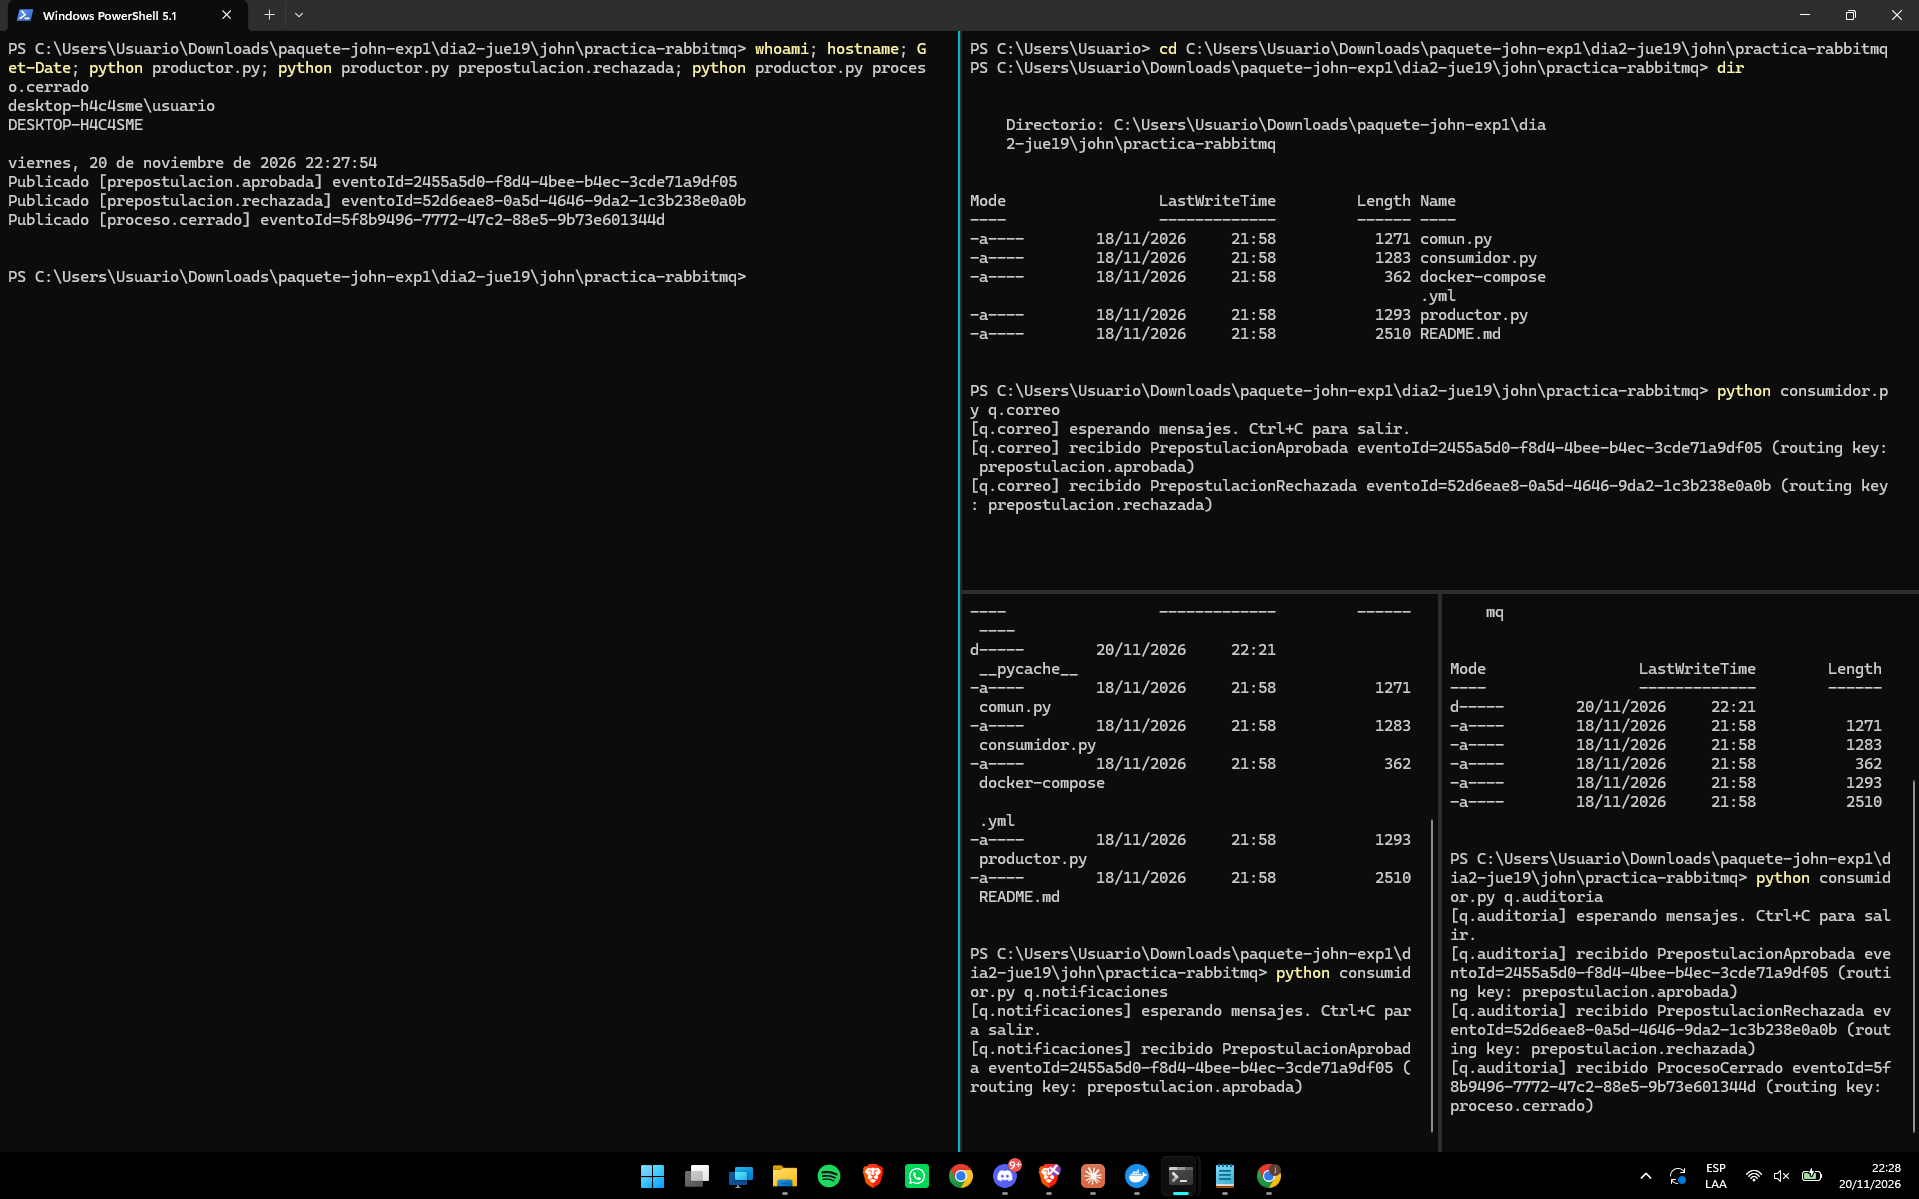 Windows PowerShell 5.1
PS C:\Users\Usuario\Downloads\paquete-john-exp1\dia2-jue19\john\practica-rabbitmq> whoami; hostname; G
et-Date; python productor.py; python productor.py prepostulacion.rechazada; python productor.py proces
o.cerrado
desktop-h4c4sme\usuario
DESKTOP-H4C4SME
viernes, 20 de noviembre de 2026 22:27:54
Publicado [prepostulacion.aprobada] eventoId=2455a5d0-f8d4-4bee-b4ec-3cde71a9df05
Publicado [prepostulacion.rechazada] eventoId=52d6eae8-0a5d-4646-9da2-1c3b238e0a0b
Publicado [proceso.cerrado] eventoId=5f8b9496-7772-47c2-88e5-9b73e601344d
PS C:\Users\Usuario\Downloads\paquete-john-exp1\dia2-jue19\john\practica-rabbitmq>
PS C:\Users\Usuario> cd C:\Users\Usuario\Downloads\paquete-john-exp1\dia2-jue19\john\practica-rabbitmq
PS C:\Users\Usuario\Downloads\paquete-john-exp1\dia2-jue19\john\practica-rabbitmq> dir
Directorio: C:\Users\Usuario\Downloads\paquete-john-exp1\dia
2-jue19\john\practica-rabbitmq
Mode LastWriteTime Length Name
---- ------------- ------ ----
-a---- 18/11/2026 21:58 1271 comun.py
-a---- 18/11/2026 21:58 1283 consumidor.py
-a---- 18/11/2026 21:58 362 docker-compose
.yml
-a---- 18/11/2026 21:58 1293 productor.py
-a---- 18/11/2026 21:58 2510 README.md
PS C:\Users\Usuario\Downloads\paquete-john-exp1\dia2-jue19\john\practica-rabbitmq> python consumidor.p
y q.correo
[q.correo] esperando mensajes. Ctrl+C para salir.
[q.correo] recibido PrepostulacionAprobada eventoId=2455a5d0-f8d4-4bee-b4ec-3cde71a9df05 (routing key:
prepostulacion.aprobada)
[q.correo] recibido PrepostulacionRechazada eventoId=52d6eae8-0a5d-4646-9da2-1c3b238e0a0b (routing key
: prepostulacion.rechazada)
---- ------------- ------
----
d----- 20/11/2026 22:21
__pycache__
-a---- 18/11/2026 21:58 1271
comun.py
-a---- 18/11/2026 21:58 1283
consumidor.py
-a---- 18/11/2026 21:58 362
docker-compose
.yml
-a---- 18/11/2026 21:58 1293
productor.py
-a---- 18/11/2026 21:58 2510
README.md
PS C:\Users\Usuario\Downloads\paquete-john-exp1\d
ia2-jue19\john\practica-rabbitmq> python consumid
or.py q.notificaciones
[q.notificaciones] esperando mensajes. Ctrl+C par
a salir.
[q.notificaciones] recibido PrepostulacionAprobad
a eventoId=2455a5d0-f8d4-4bee-b4ec-3cde71a9df05 (
routing key: prepostulacion.aprobada)
mq
Mode LastWriteTime Length
---- ------------- ------
d----- 20/11/2026 22:21
-a---- 18/11/2026 21:58 1271
-a---- 18/11/2026 21:58 1283
-a---- 18/11/2026 21:58 362
-a---- 18/11/2026 21:58 1293
-a---- 18/11/2026 21:58 2510
PS C:\Users\Usuario\Downloads\paquete-john-exp1\d
ia2-jue19\john\practica-rabbitmq> python consumid
or.py q.auditoria
[q.auditoria] esperando mensajes. Ctrl+C para sal
ir.
[q.auditoria] recibido PrepostulacionAprobada eve
ntoId=2455a5d0-f8d4-4bee-b4ec-3cde71a9df05 (routi
ng key: prepostulacion.aprobada)
[q.auditoria] recibido PrepostulacionRechazada ev
entoId=52d6eae8-0a5d-4646-9da2-1c3b238e0a0b (rout
ing key: prepostulacion.rechazada)
[q.auditoria] recibido ProcesoCerrado eventoId=5f
8b9496-7772-47c2-88e5-9b73e601344d (routing key:
proceso.cerrado)
9+
ESP
LAA
22:28
20/11/2026